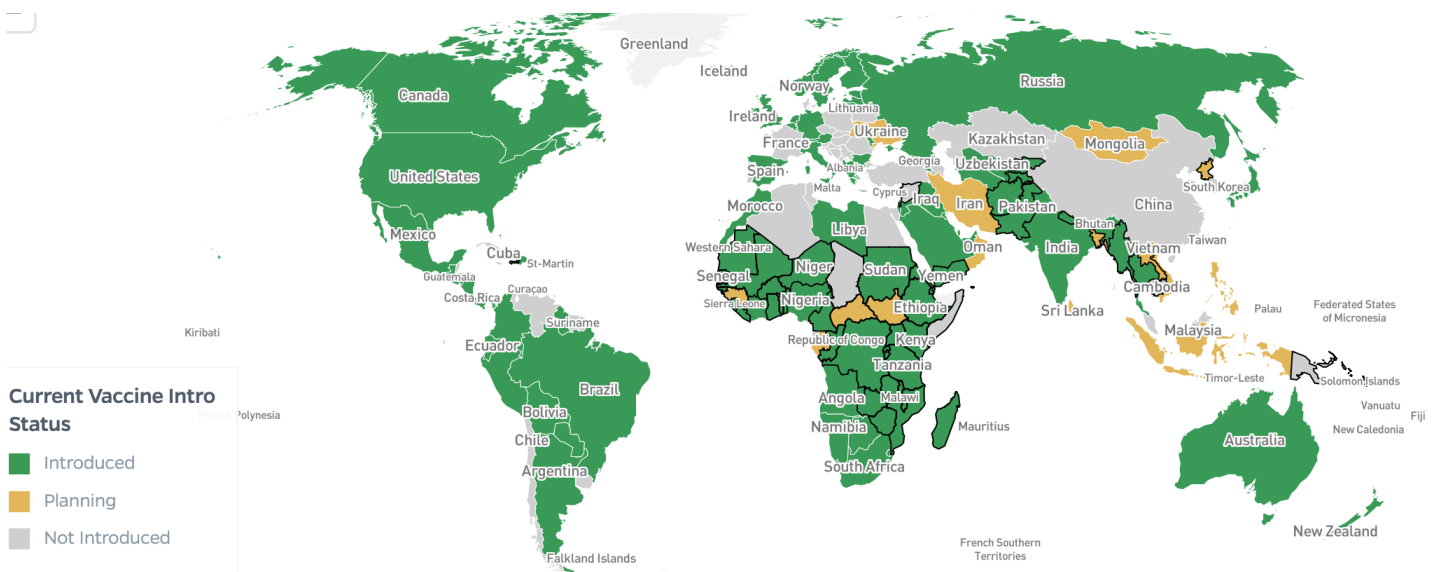 Greenland
Iceland
Norway
Russia
Canada
Lithuania
Ireland
Ukraine
France
Kazakhstan
Mongolia
Georgia
Uzbekistan
Albania
Spain
United States
Malta
Cyprus
South Korea
Iraq
Iran
Pakistan
China
Morocco
Bhutan
Mexico
Libya
Taiwan
Western Sahara
Oman
India
Vietnam
Cuba
St-Martin
Niger
Sudan
Yemen
Guatemala
Senegal
Curaçao
Cambodia
Costa Rica
Sierra Leone
Nigeria
Ethiopia
Sri Lanka
Palau
Federated States
of Micronesia
Suriname
Kiribati
Malaysia
Ecuador
Republic of Congo
Kenya
Tanzania
Timor-Leste
Solomon Islands
Brazil
Angola
Malawi
Vanuatu
Bolivia
Polynesia
Fiji
Namibia
Mauritius
New Caledonia
Chile
Australia
Argentina
South Africa
New Zealand
French Southern
Territories
Falkland Islands
Current Vaccine Intro
Status
Introduced
Planning
Not Introduced